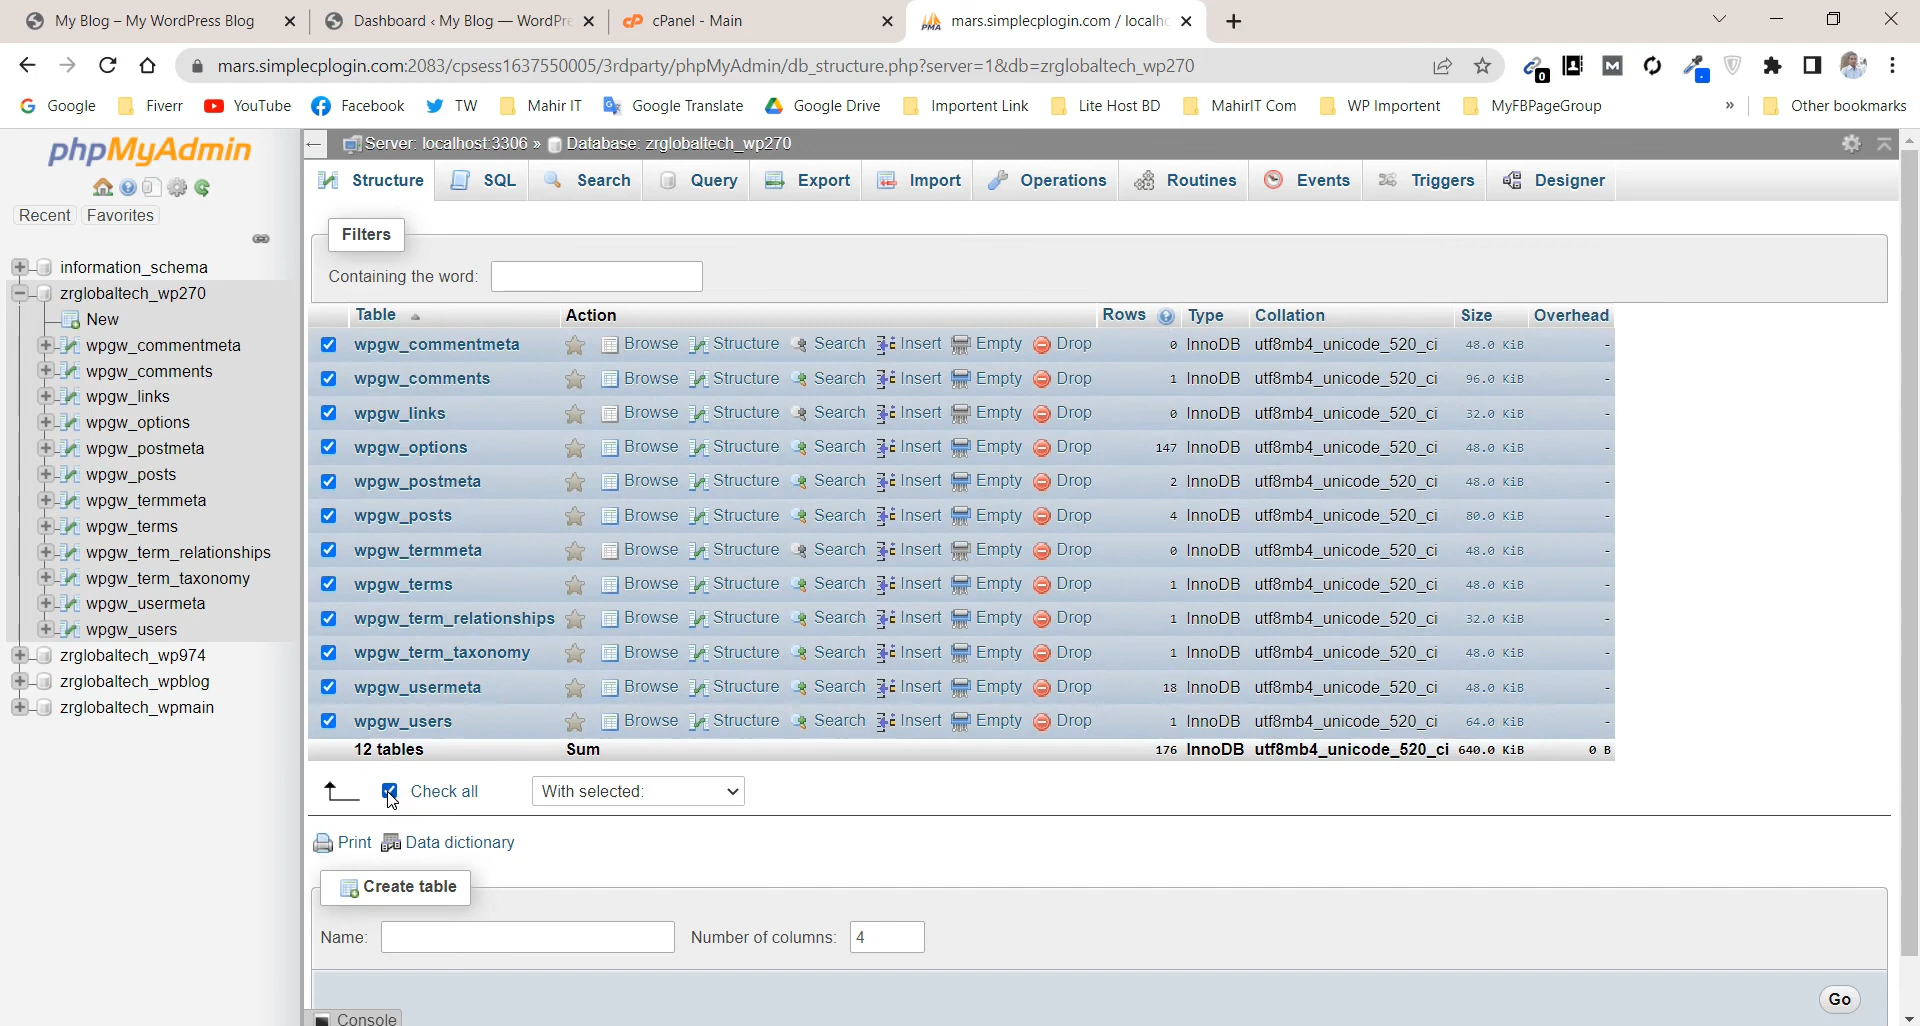 My Blog – My WordPress Blog
Dashboard ‹ My Blog — WordPre
cPanel - Main
mars.simplecplogin.com / localho
mars.simplecplogin.com:2083/cpsess1637550005/3rdparty/phpMyAdmin/db_structure.php?server=1&db=zrglobaltech_wp270
Google Fiverr YouTube Facebook TW Mahir IT Google Translate Google Drive Importent Link Lite Host BD MahirIT Com WP Importent MyFBPageGroup » Other bookmarks
phpMyAdmin
Recent Favorites
information_schema
zrglobaltech_wp270
New
wpgw_commentmeta
wpgw_comments
wpgw_links
wpgw_options
wpgw_postmeta
wpgw_posts
wpgw_termmeta
wpgw_terms
wpgw_term_relationships
wpgw_term_taxonomy
wpgw_usermeta
wpgw_users
zrglobaltech_wp974
zrglobaltech_wpblog
zrglobaltech_wpmain
Server: localhost:3306 » Database: zrglobaltech_wp270
Structure SQL Search Query Export Import Operations Routines Events Triggers Designer
Filters
Containing the word:
Table Action Rows Type Collation Size Overhead
wpgw_commentmeta Browse Structure Search Insert Empty Drop 0 InnoDB utf8mb4_unicode_520_ci 48.0 KiB -
wpgw_comments Browse Structure Search Insert Empty Drop 1 InnoDB utf8mb4_unicode_520_ci 96.0 KiB -
wpgw_links Browse Structure Search Insert Empty Drop 0 InnoDB utf8mb4_unicode_520_ci 32.0 KiB -
wpgw_options Browse Structure Search Insert Empty Drop 147 InnoDB utf8mb4_unicode_520_ci 48.0 KiB -
wpgw_postmeta Browse Structure Search Insert Empty Drop 2 InnoDB utf8mb4_unicode_520_ci 48.0 KiB -
wpgw_posts Browse Structure Search Insert Empty Drop 4 InnoDB utf8mb4_unicode_520_ci 80.0 KiB -
wpgw_termmeta Browse Structure Search Insert Empty Drop 0 InnoDB utf8mb4_unicode_520_ci 48.0 KiB -
wpgw_terms Browse Structure Search Insert Empty Drop 1 InnoDB utf8mb4_unicode_520_ci 48.0 KiB -
wpgw_term_relationships Browse Structure Search Insert Empty Drop 1 InnoDB utf8mb4_unicode_520_ci 32.0 KiB -
wpgw_term_taxonomy Browse Structure Search Insert Empty Drop 1 InnoDB utf8mb4_unicode_520_ci 48.0 KiB -
wpgw_usermeta Browse Structure Search Insert Empty Drop 18 InnoDB utf8mb4_unicode_520_ci 48.0 KiB -
wpgw_users Browse Structure Search Insert Empty Drop 1 InnoDB utf8mb4_unicode_520_ci 64.0 KiB -
12 tables Sum 176 InnoDB utf8mb4_unicode_520_ci 640.0 KiB 0 B
Check all With selected:
Print Data dictionary
Create table
Name: Number of columns: 4
Go
Console